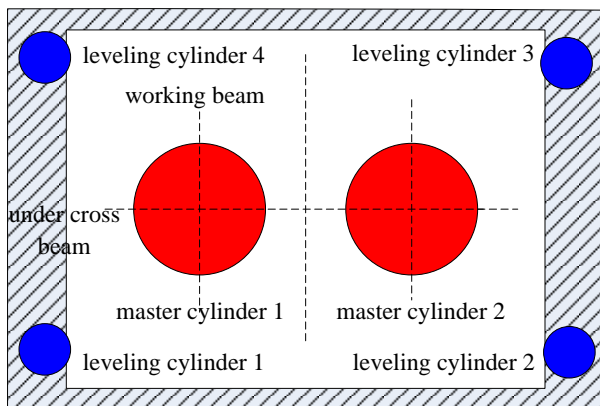 leveling cylinder 4
leveling cylinder 3
working beam
under cross
beam
master cylinder 1
master cylinder 2
leveling cylinder 1
leveling cylinder 2